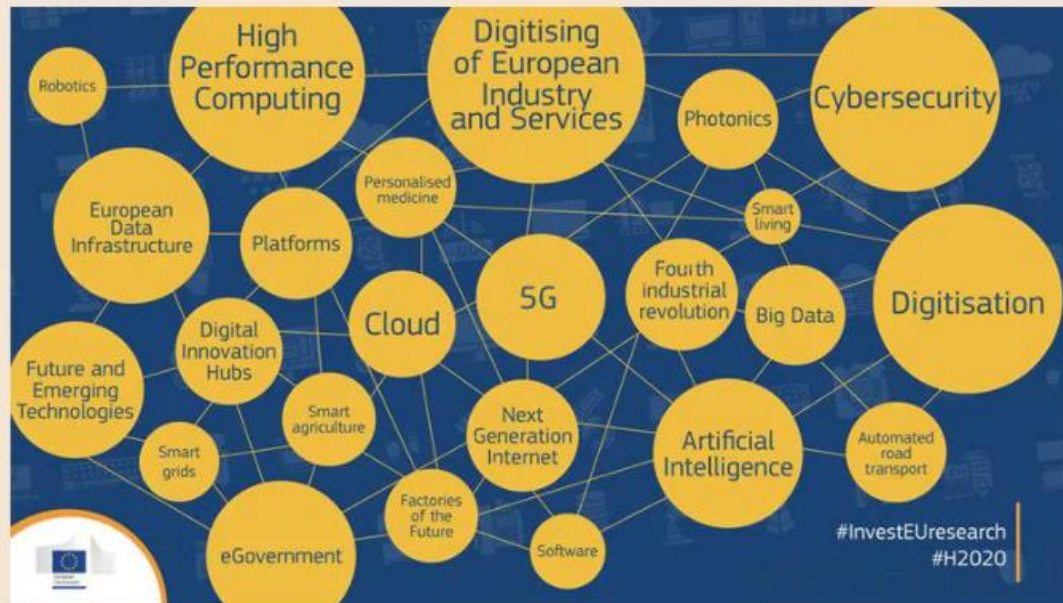 High
Performance
Computing
Digitising
of European
Industry
and Services
Robotics
Cybersecurity
Photonics
Personalised
medicine
European
Data
Infrastructure
Platforms
Smart
living
5G
Fourth
industrial
revolution
Big Data
Digitisation
Cloud
Digital
Innovation
Hubs
Future and
Emerging
Technologies
Smart
agriculture
Next
Generation
Internet
Artificial
Intelligence
Automated
road
transport
Smart
grids
Factories
of the
Future
eGovernment
Software
#InvestEUresearch
#H2020